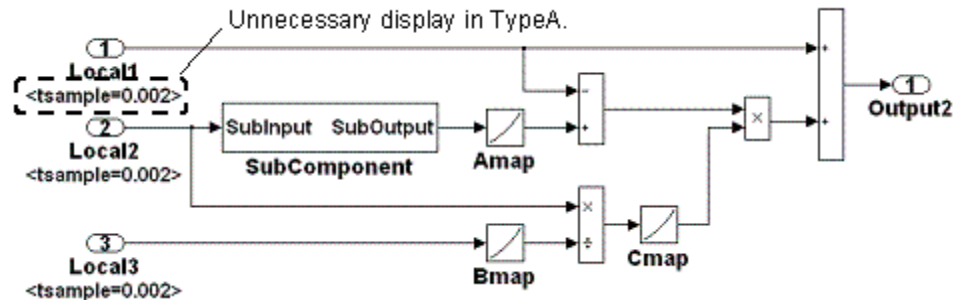 Unnecessary display in TypeA.
1
Local1
<tsample=0.002>
2
Local2
<tsample=0.002>
SubInput SubOutput
SubComponent
Amap
-
+
×
+
+
1
Output2
3
Local3
<tsample=0.002>
Bmap
×
÷
Cmap